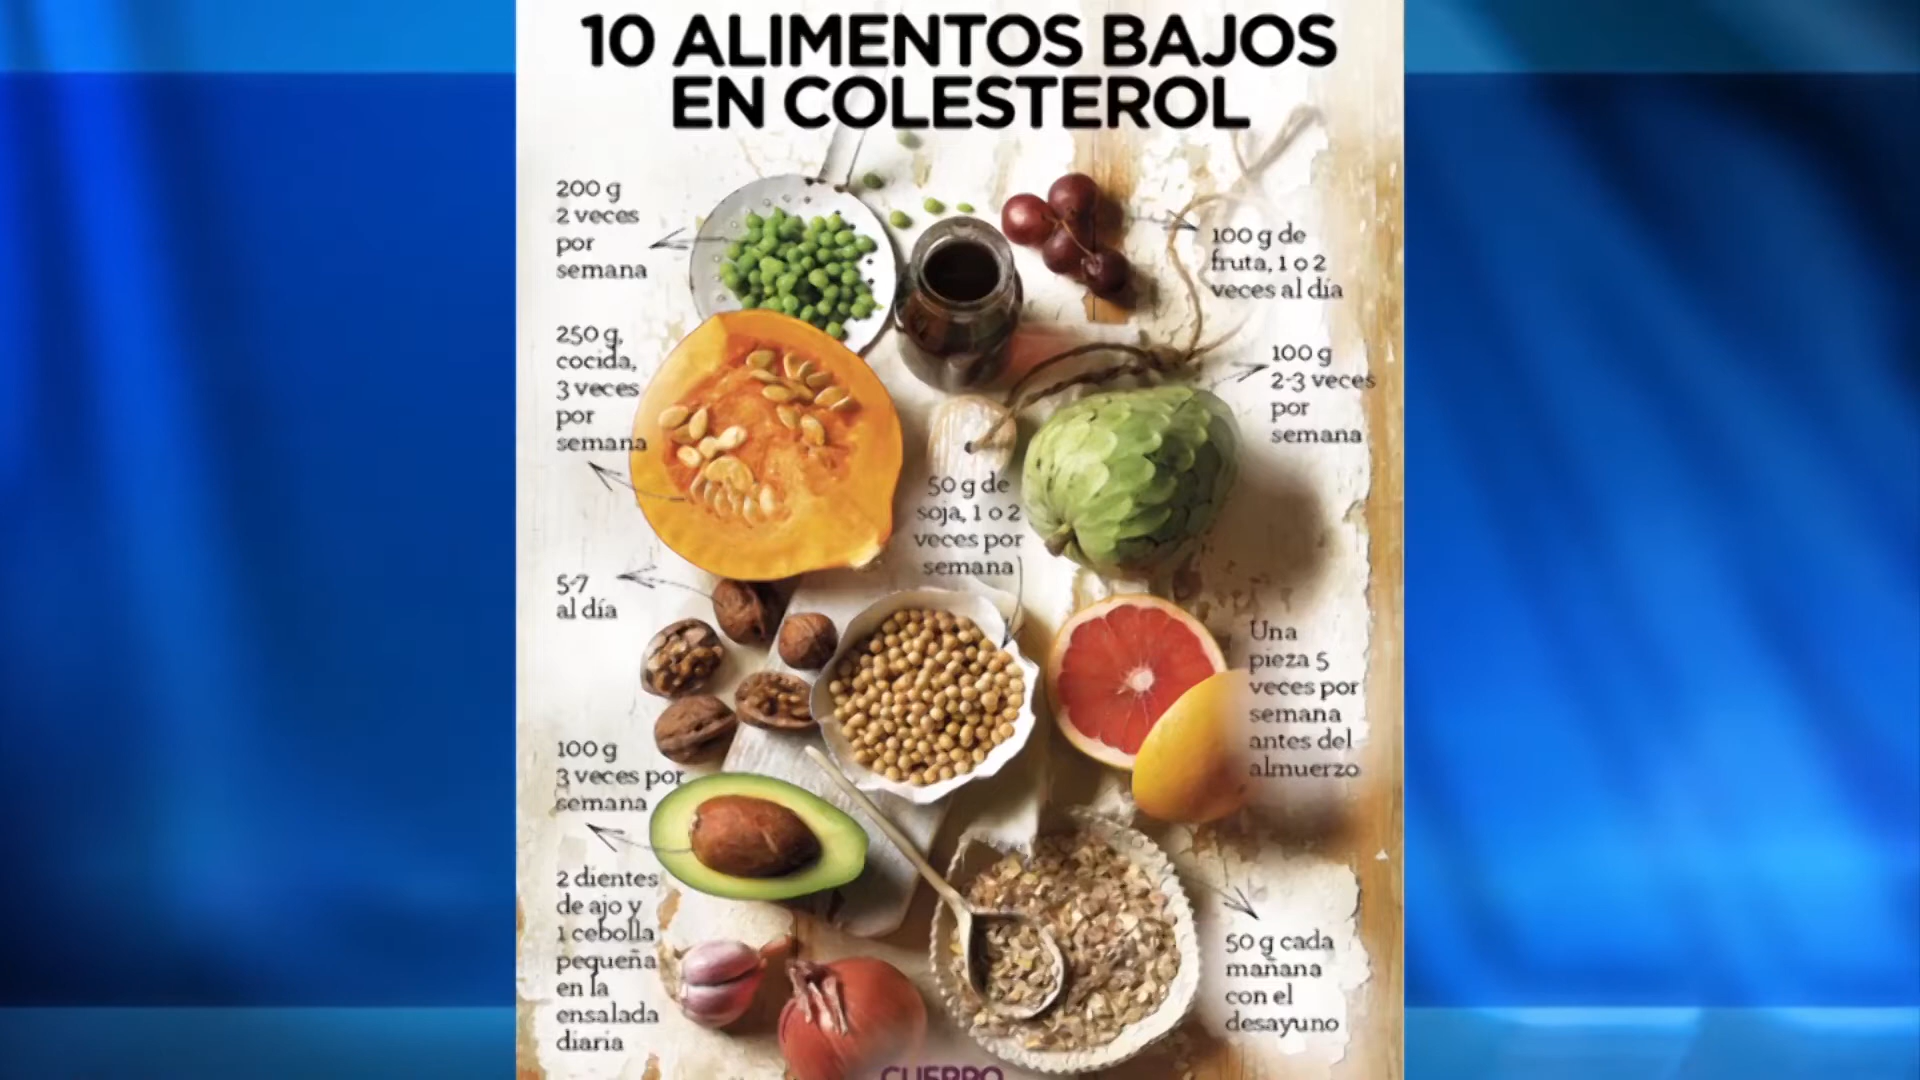 10 ALIMENTOS BAJOS
EN COLESTEROL
200 g
2 veces
por
semana
100 g de
fruta, 1 o 2
veces al día
250 g,
cocida,
3 veces
por
semana
100 g
2-3 veces
por
semana
50 g de
soja, 1 o 2
veces por
semana
5-7
al día
Una
pieza 5
veces por
semana
antes del
almuerzo
100 g
3 veces por
semana
2 dientes
de ajo y
1 cebolla
pequeña
en la
ensalada
diaria
50 g cada
mañana
con el
desayuno